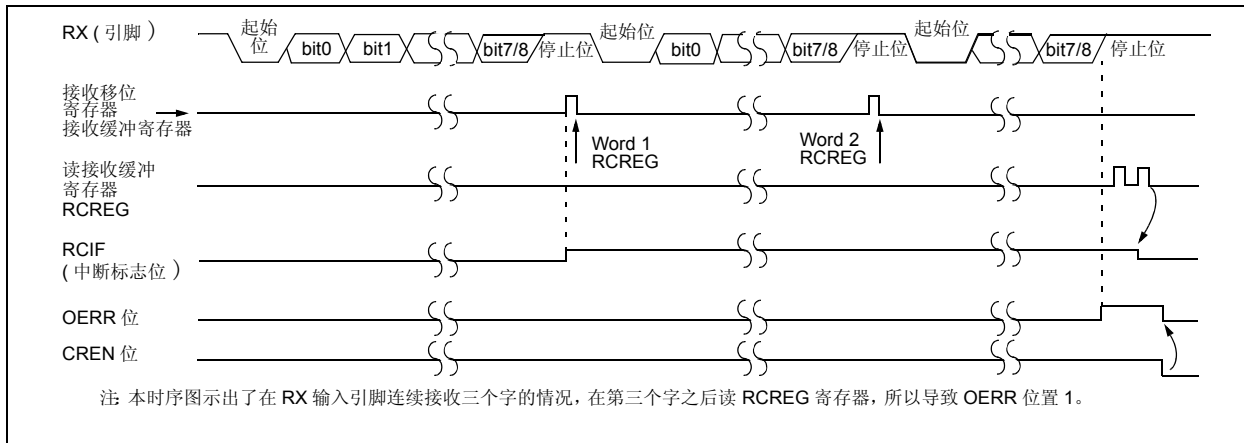 RX ( 引脚 ) 起始位 bit0 bit1 bit7/8 停止位 起始位 bit0 bit7/8 停止位 起始位 bit7/8 停止位
接收移位
寄存器
接收缓冲寄存器
Word 1
RCREG
Word 2
RCREG
读接收缓冲
寄存器
RCREG
RCIF
( 中断标志位 )
OERR 位
CREN 位
注: 本时序图示出了在 RX 输入引脚连续接收三个字的情况，在第三个字之后读 RCREG 寄存器，所以导致 OERR 位置 1。